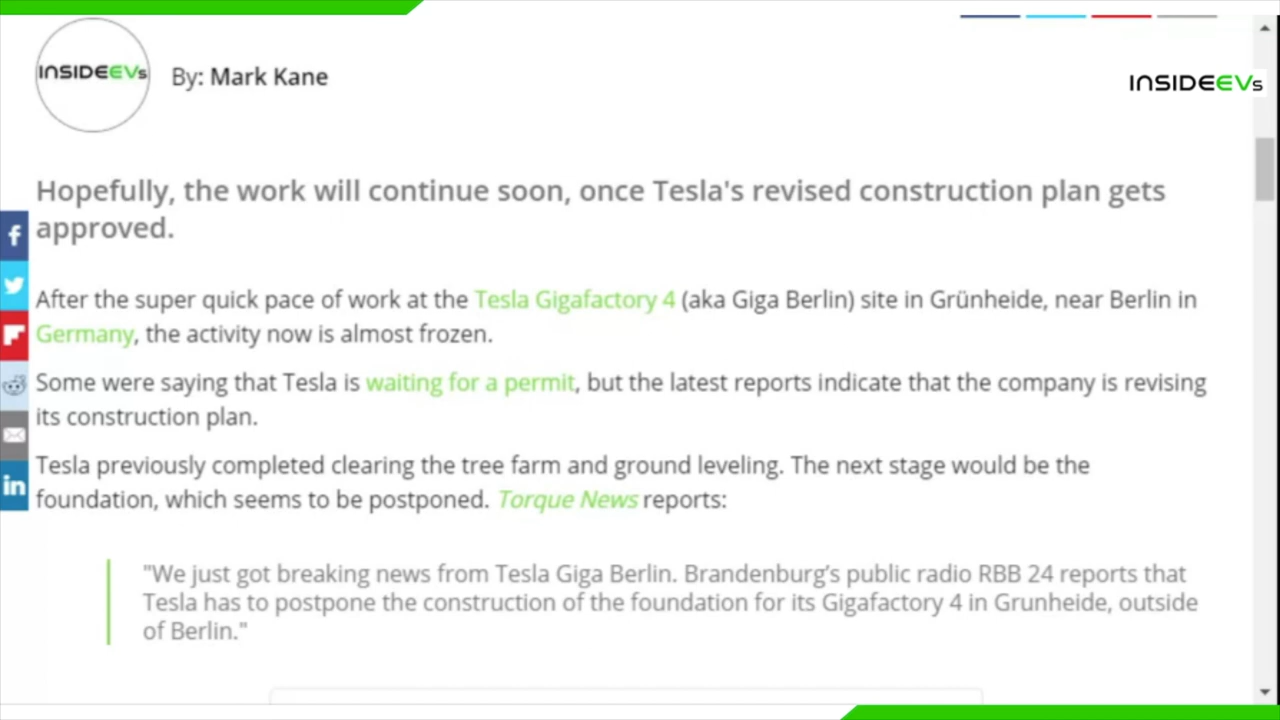 INSIDEEVs
By: Mark Kane
INSIDEEVs
Hopefully, the work will continue soon, once Tesla's revised construction plan gets
approved.
After the super quick pace of work at the Tesla Gigafactory 4 (aka Giga Berlin) site in Grünheide, near Berlin in
Germany, the activity now is almost frozen.
Some were saying that Tesla is waiting for a permit, but the latest reports indicate that the company is revising
its construction plan.
Tesla previously completed clearing the tree farm and ground leveling. The next stage would be the
foundation, which seems to be postponed. Torque News reports:
"We just got breaking news from Tesla Giga Berlin. Brandenburg’s public radio RBB 24 reports that
Tesla has to postpone the construction of the foundation for its Gigafactory 4 in Grunheide, outside
of Berlin."